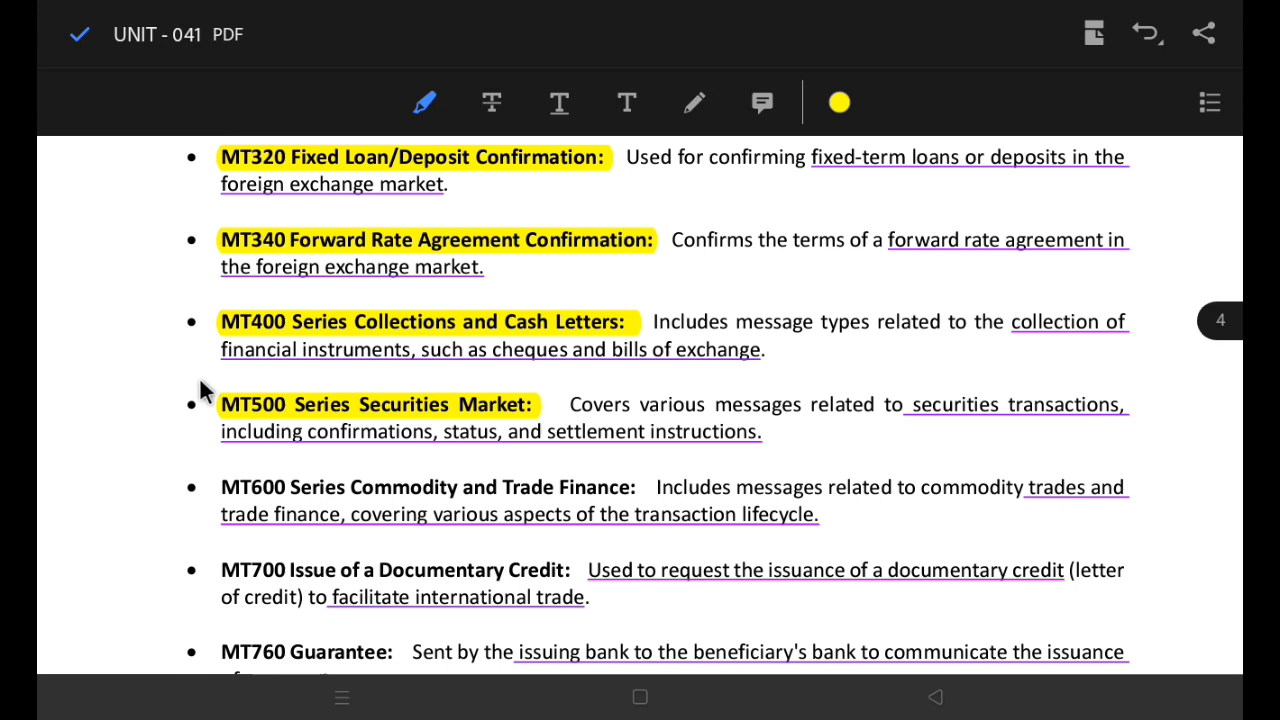 UNIT - 041 PDF
MT320 Fixed Loan/Deposit Confirmation: Used for confirming fixed-term loans or deposits in the
foreign exchange market.
MT340 Forward Rate Agreement Confirmation: Confirms the terms of a forward rate agreement in
the foreign exchange market.
4
MT400 Series Collections and Cash Letters: Includes message types related to the collection of
financial instruments, such as cheques and bills of exchange.
MT500 Series Securities Market: Covers various messages related to securities transactions,
including confirmations, status, and settlement instructions.
MT600 Series Commodity and Trade Finance: Includes messages related to commodity trades and
trade finance, covering various aspects of the transaction lifecycle.
MT700 Issue of a Documentary Credit: Used to request the issuance of a documentary credit (letter
of credit) to facilitate international trade.
MT760 Guarantee: Sent by the issuing bank to the beneficiary's bank to communicate the issuance